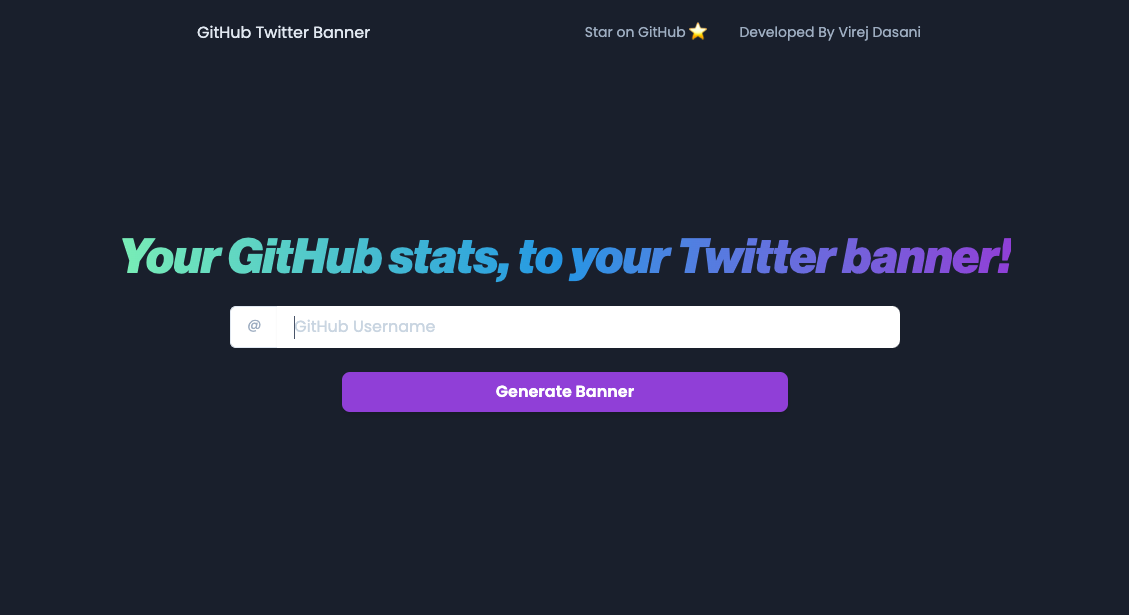 GitHub Twitter Banner
Star on GitHub ⭐
Developed By Virej Dasani
Your GitHub stats, to your Twitter banner!
@ GitHub Username
Generate Banner